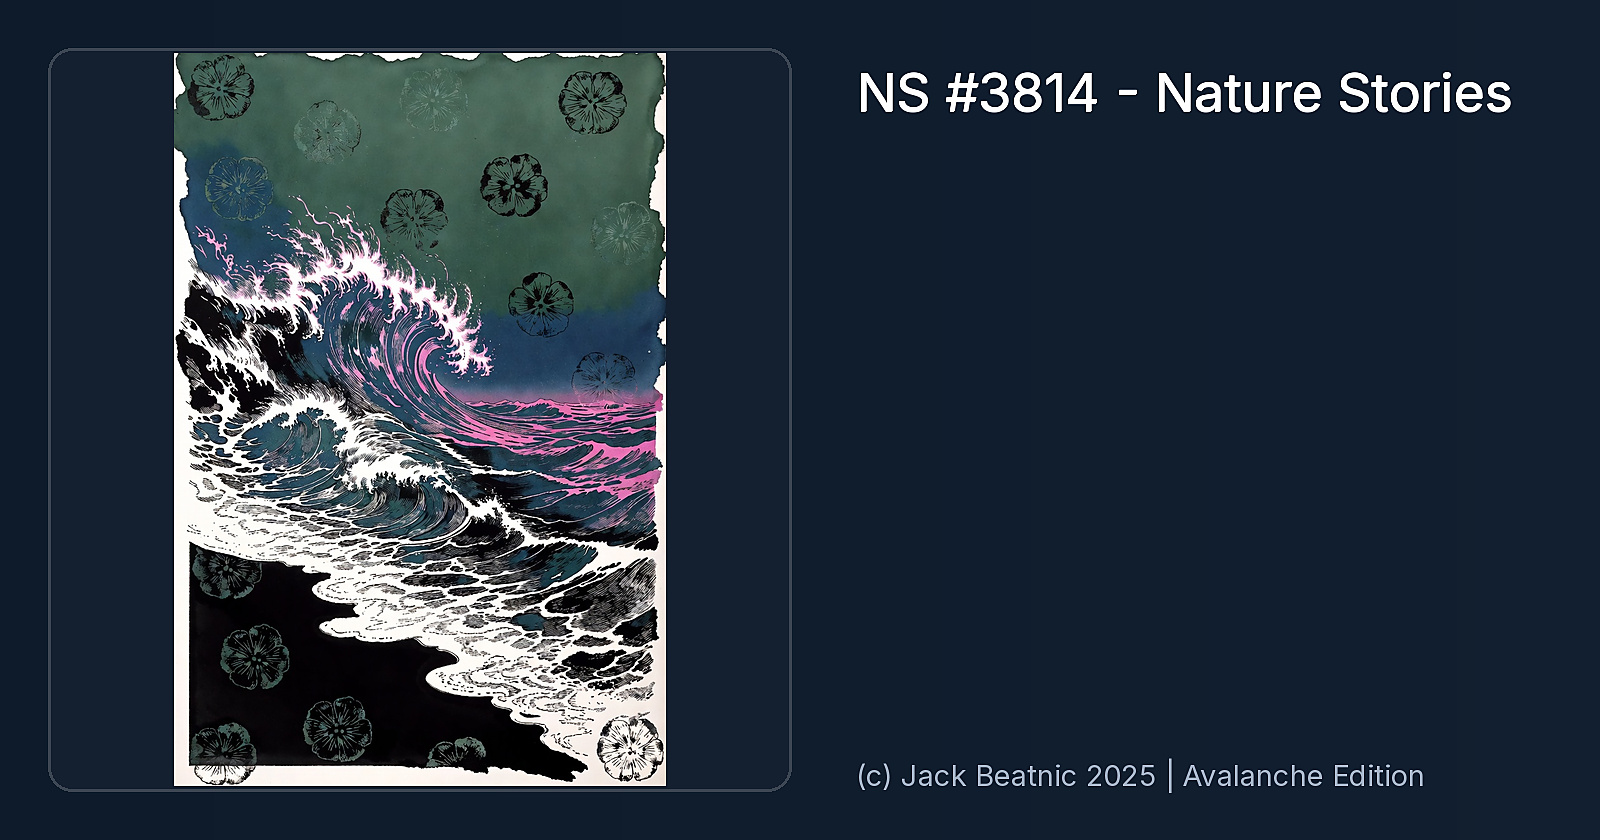 NS #3814 - Nature Stories
(c) Jack Beatnic 2025 | Avalanche Edition